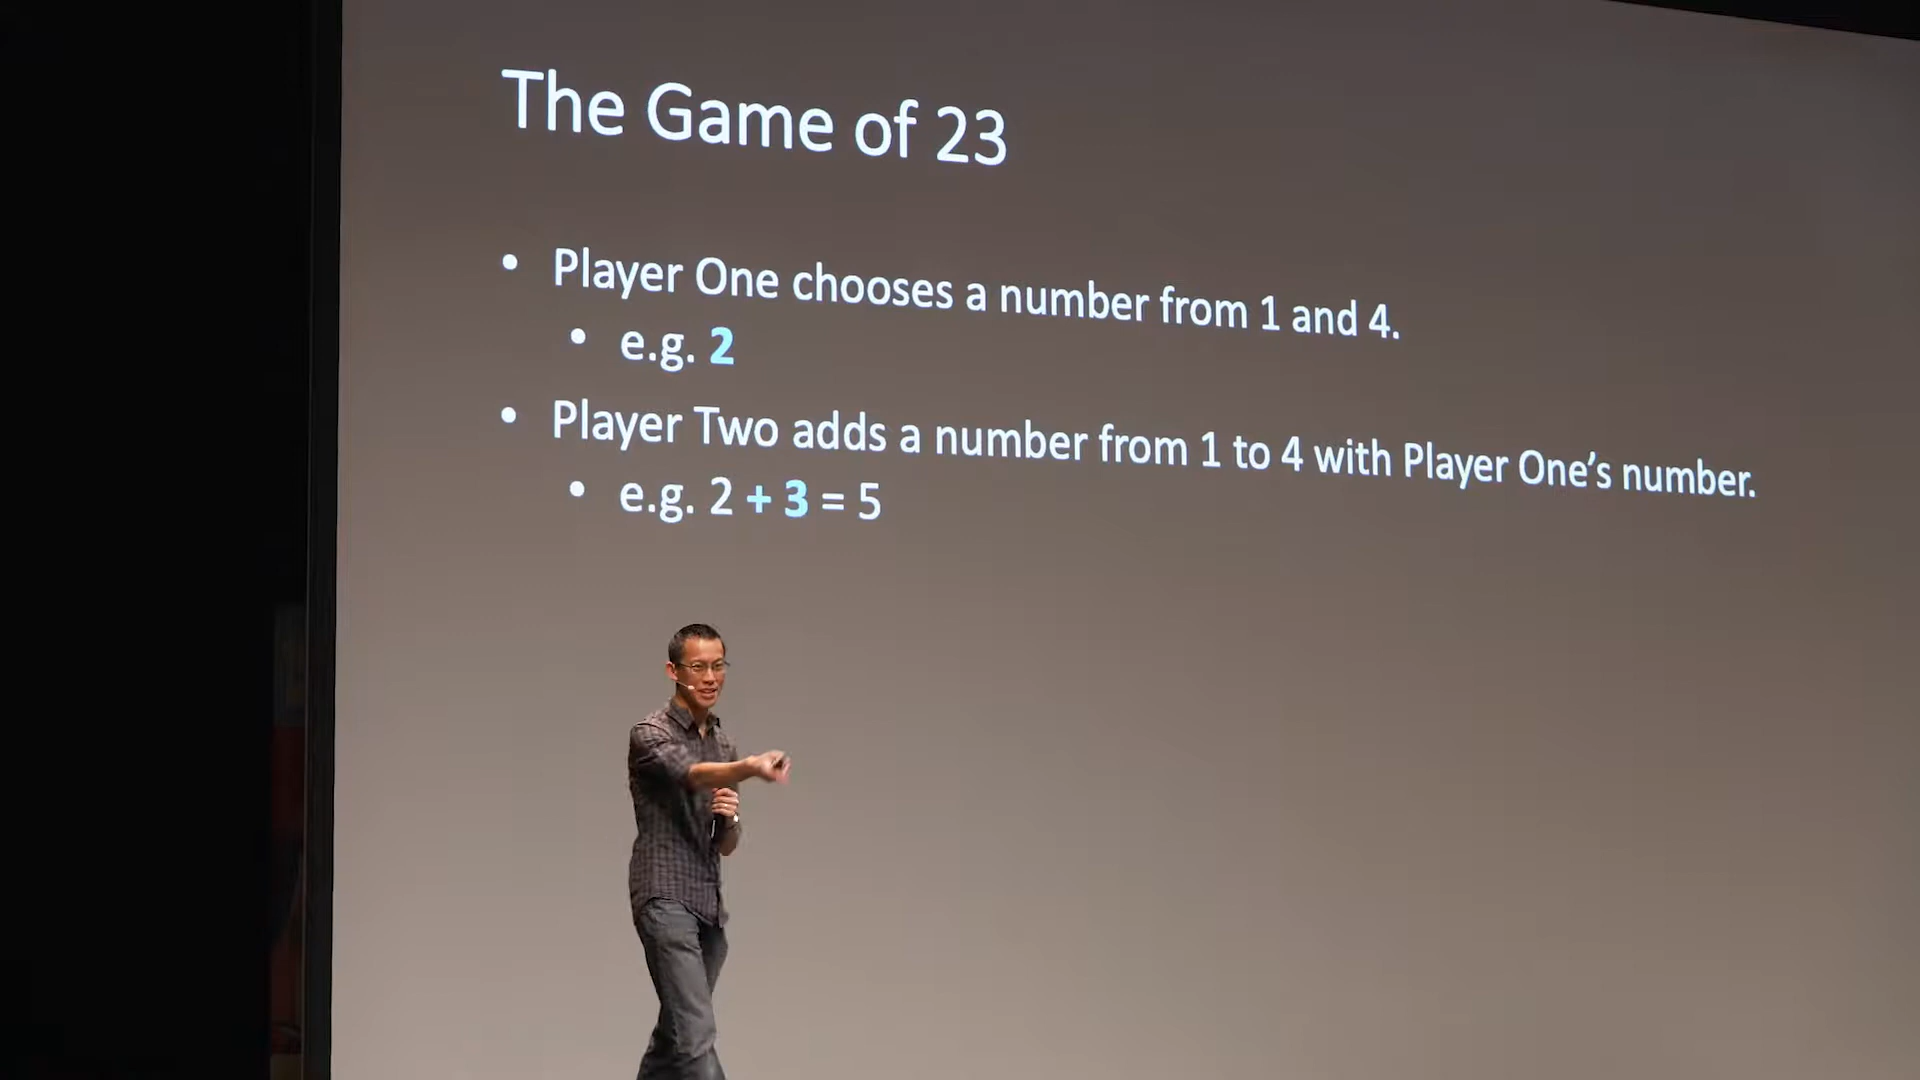 The Game of 23
• Player One chooses a number from 1 and 4.
• e.g. 2
• Player Two adds a number from 1 to 4 with Player One’s number.
• e.g. 2 + 3 = 5